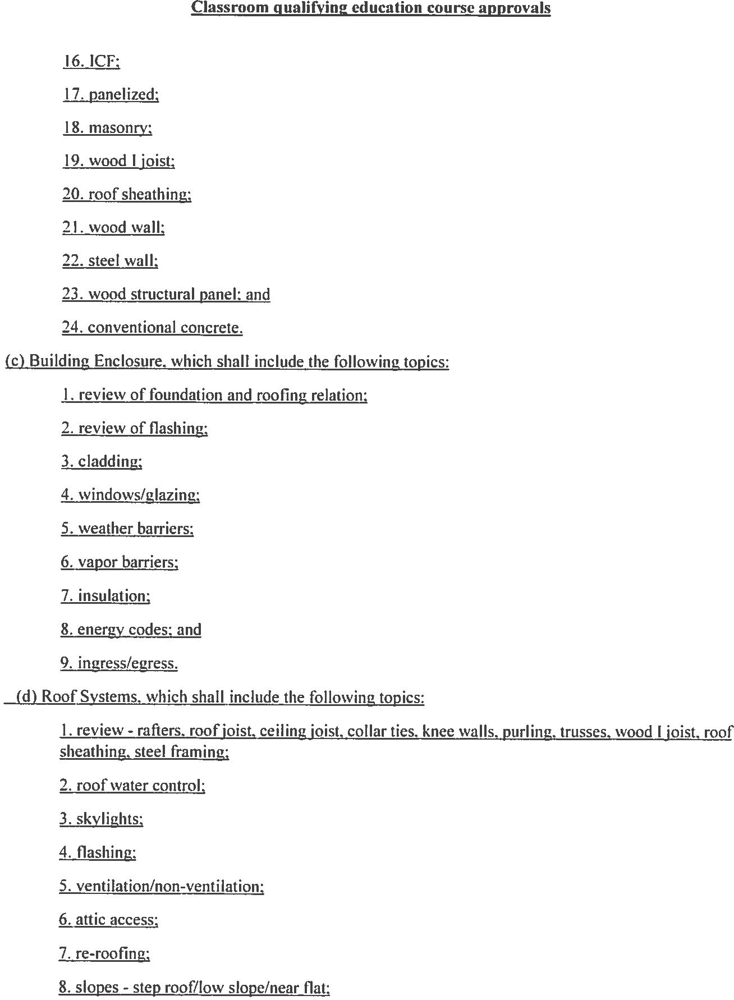 Classroom qualifying education course approvals
16. ICF;
17. panelized;
18. masonry;
19. wood I joist;
20. roof sheathing;
21. wood wall;
22. steel wall;
23. wood structural panel; and
24. conventional concrete.
(c) Building Enclosure, which shall include the following topics:
1. review of foundation and roofing relation;
2. review of flashing;
3. cladding;
4. windows/glazing;
5. weather barriers;
6. vapor barriers;
7. insulation;
8. energy codes; and
9. ingress/egress.
(d) Roof Systems, which shall include the following topics:
1. review - rafters, roof joist, ceiling joist, collar ties, knee walls, purling, trusses, wood I joist, roof
sheathing, steel framing;
2. roof water control;
3. skylights;
4. flashing;
5. ventilation/non-ventilation;
6. attic access;
7. re-roofing;
8. slopes - step roof/low slope/near flat;